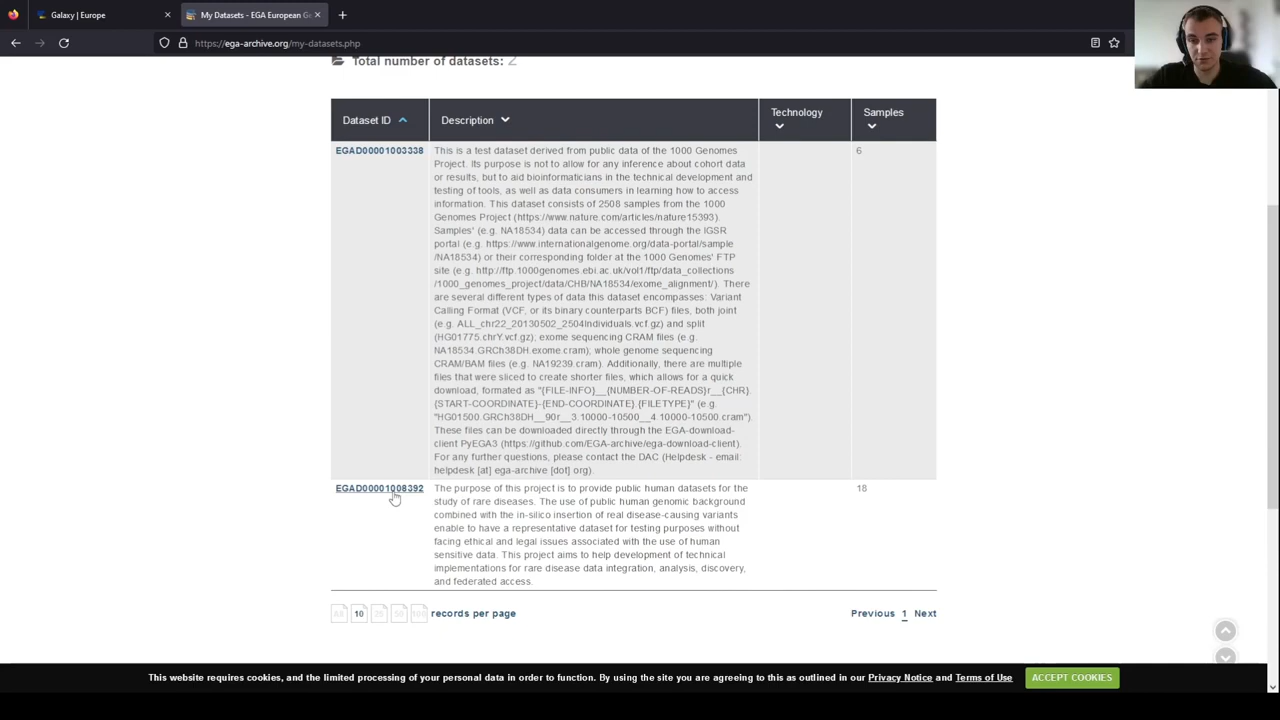 Galaxy | Europe
My Datasets - EGA European Ge
https://ega-archive.org/my-datasets.php
Total number of datasets: 2
Dataset ID
Description
Technology
Samples
EGAD00001003338
This is a test dataset derived from public data of the 1000 Genomes
Project. Its purpose is not to allow for any inference about cohort data
or results, but to aid bioinformaticians in the technical development and
testing of tools, as well as data consumers in learning how to access
information. This dataset consists of 2508 samples from the 1000
Genomes Project (https://www.nature.com/articles/nature15393).
Samples' (e.g. NA18534) data can be accessed through the IGSR
portal (e.g. https://www.internationalgenome.org/data-portal/sample
/NA18534) or their corresponding folder at the 1000 Genomes' FTP
site (e.g. http://ftp.1000genomes.ebi.ac.uk/vol1/ftp/data_collections
/1000_genomes_project/data/CHB/NA18534/exome_alignment/). There
are several different types of data this dataset encompasses: Variant
Calling Format (VCF, or its binary counterparts BCF) files, both joint
(e.g. ALL_chr22_20130502_2504Individuals.vcf.gz) and split
(HG01775.chrY.vcf.gz); exome sequencing CRAM files (e.g.
NA18534.GRCh38DH.exome.cram); whole genome sequencing
CRAM/BAM files (e.g. NA19239.cram). Additionally, there are multiple
files that were sliced to create shorter files, which allows for a quick
download, formated as "{FILE-INFO}__{NUMBER-OF-READS}r__{CHR}.
{START-COORDINATE}-{END-COORDINATE}.{FILETYPE}" (e.g.
"HG01500.GRCh38DH__90r__3.10000-10500__4.10000-10500.cram").
These files can be downloaded directly through the EGA-download-
client PyEGA3 (https://github.com/EGA-archive/ega-download-client).
For any further questions, please contact the DAC (Helpdesk - email:
helpdesk [at] ega-archive [dot] org).
6
EGAD00001008392
The purpose of this project is to provide public human datasets for the
study of rare diseases. The use of public human genomic background
combined with the in-silico insertion of real disease-causing variants
enable to have a representative dataset for testing purposes without
facing ethical and legal issues associated with the use of human
sensitive data. This project aims to help development of technical
implementations for rare disease data integration, analysis, discovery,
and federated access.
18
10 25 50 100 records per page
Previous 1 Next
This website requires cookies, and the limited processing of your personal data in order to function. By using the site you are agreeing to this as outlined in our Privacy Notice and Terms of Use
ACCEPT COOKIES